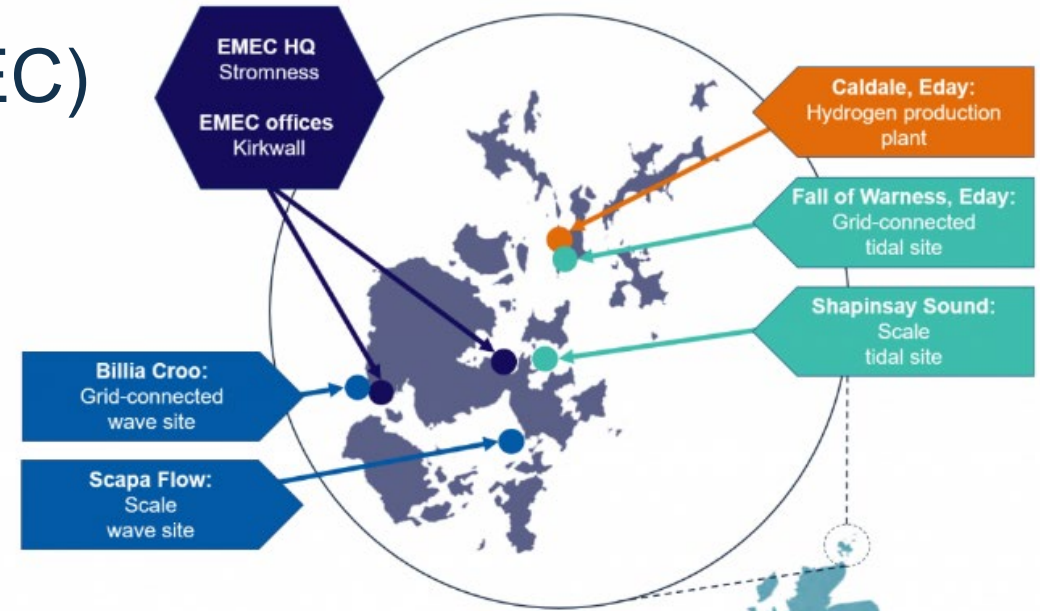 EC)
EMEC HQ
Stromness
EMEC offices
Kirkwall
Caldale, Eday:
Hydrogen production
plant
Fall of Warness, Eday:
Grid-connected
tidal site
Shapinsay Sound:
Scale
tidal site
Billia Croo:
Grid-connected
wave site
Scapa Flow:
Scale
wave site